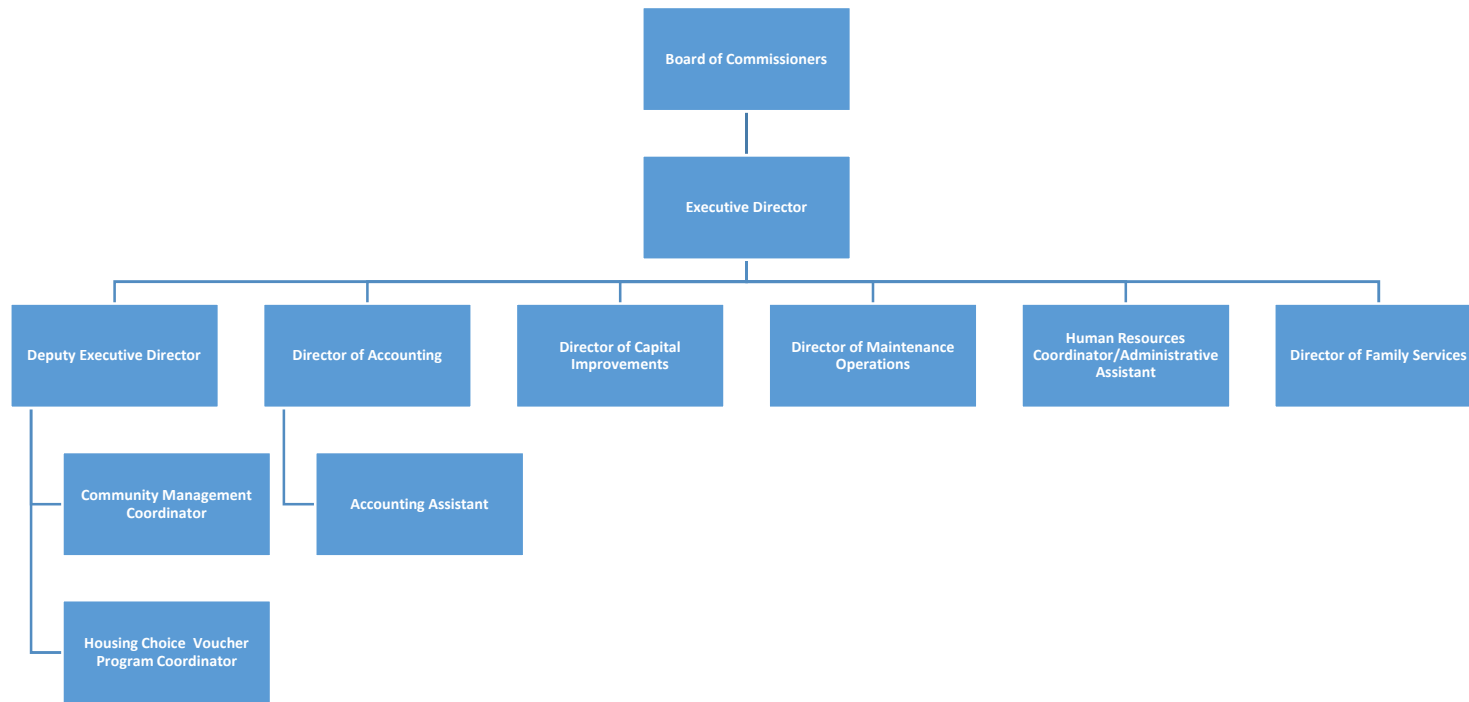 Board of Commissioners
Executive Director
Deputy Executive Director
Director of Accounting
Director of Capital
Improvements
Director of Maintenance
Operations
Human Resources
Coordinator/Administrative
Assistant
Director of Family Services
Community Management
Coordinator
Accounting Assistant
Housing Choice  Voucher
Program Coordinator